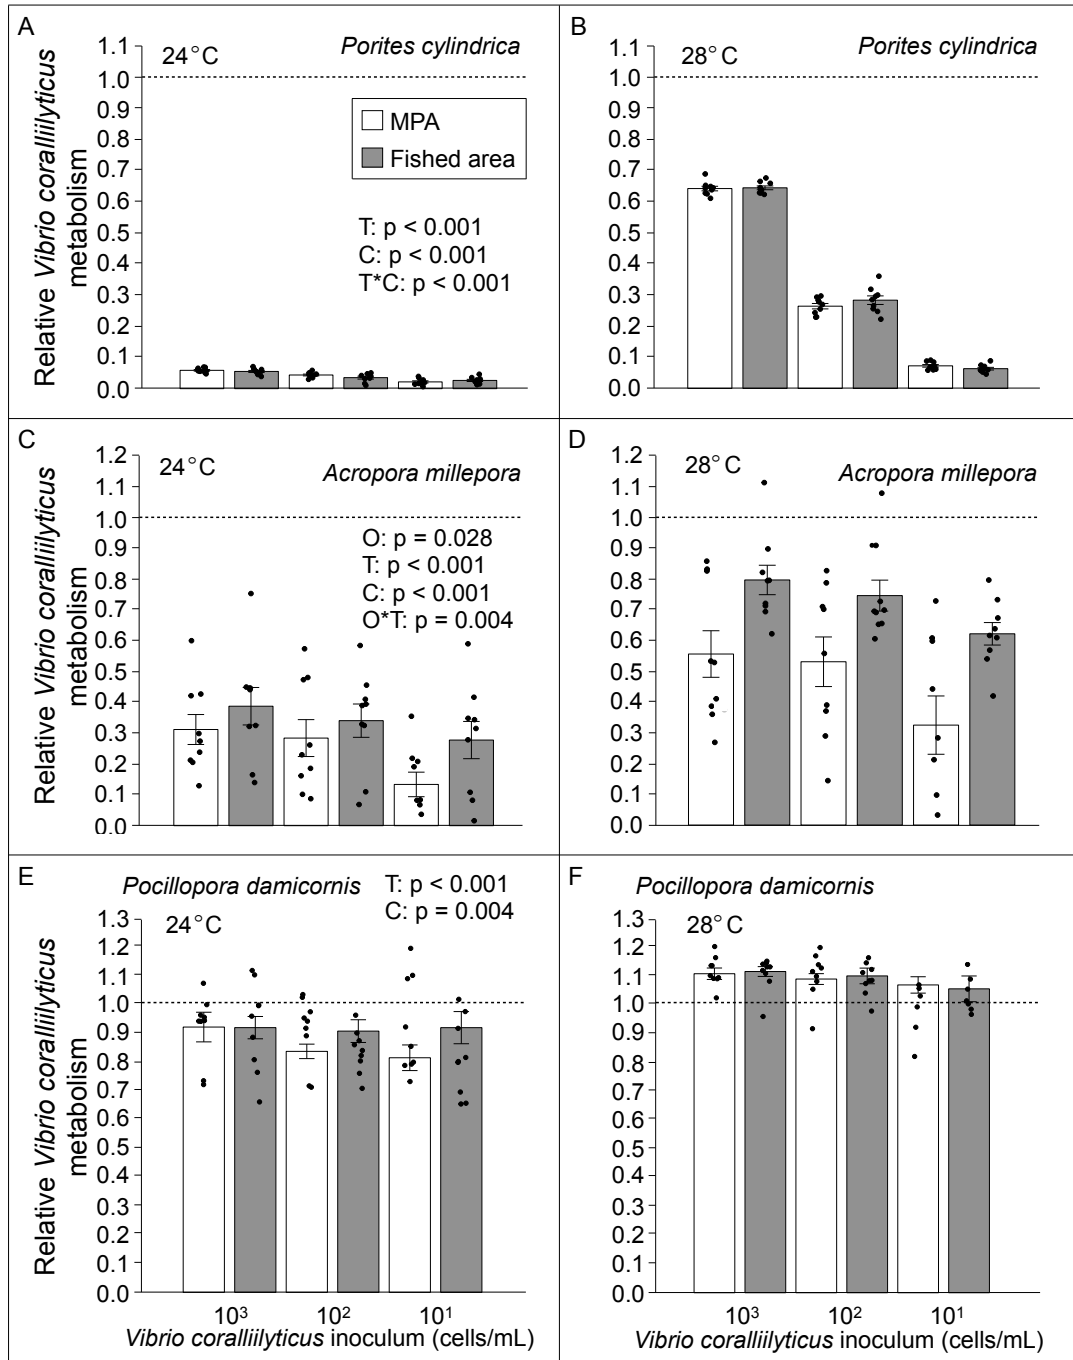 A
24°C
Porites cylindrica
1.1
1.0
0.9
0.8
0.7
0.6
0.5
0.4
0.3
0.2
0.1
0.0
Relative Vibrio coralliilyticus
metabolism
MPA
Fished area
T: p < 0.001
C: p < 0.001
T*C: p < 0.001
B
28°C
Porites cylindrica
1.1
1.0
0.9
0.8
0.7
0.6
0.5
0.4
0.3
0.2
0.1
0.0
C
24°C
Acropora millepora
1.2
1.1
1.0
0.9
0.8
0.7
0.6
0.5
0.4
0.3
0.2
0.1
0.0
Relative Vibrio coralliilyticus
metabolism
O: p = 0.028
T: p < 0.001
C: p < 0.001
O*T: p = 0.004
D
28°C
Acropora millepora
1.2
1.1
1.0
0.9
0.8
0.7
0.6
0.5
0.4
0.3
0.2
0.1
0.0
E
Pocillopora damicornis
T: p < 0.001
C: p = 0.004
24°C
1.3
1.2
1.1
1.0
0.9
0.8
0.7
0.6
0.5
0.4
0.3
0.2
0.1
0.0
Relative Vibrio coralliilyticus
metabolism
10³ 10² 10¹
Vibrio coralliilyticus inoculum (cells/mL)
F
Pocillopora damicornis
28°C
1.3
1.2
1.1
1.0
0.9
0.8
0.7
0.6
0.5
0.4
0.3
0.2
0.1
0.0
10³ 10² 10¹
Vibrio coralliilyticus inoculum (cells/mL)